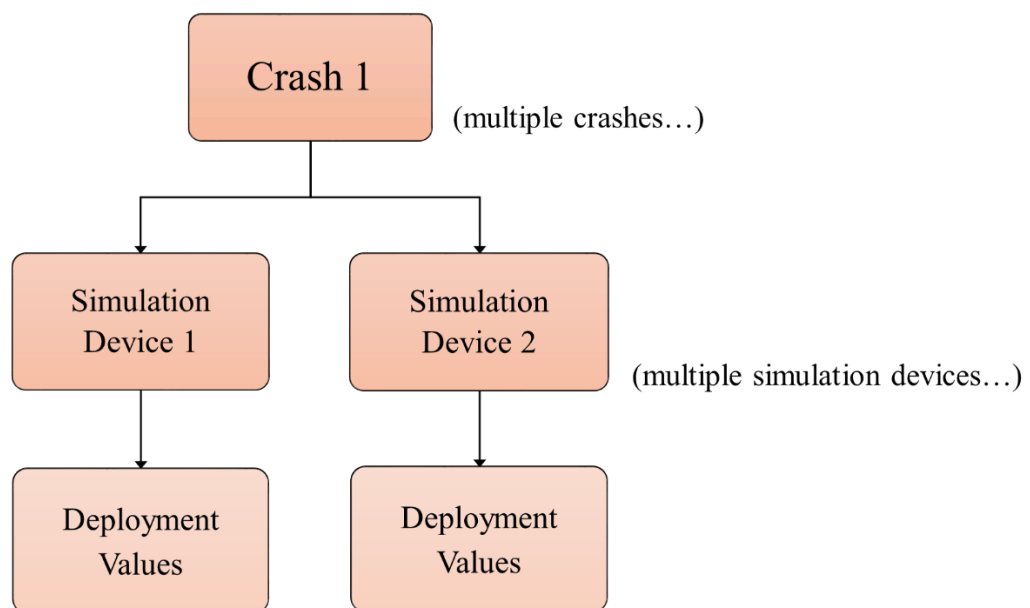 Crash 1
(multiple crashes…)
Simulation
Device 1
Simulation
Device 2
(multiple simulation devices…)
Deployment
Values
Deployment
Values